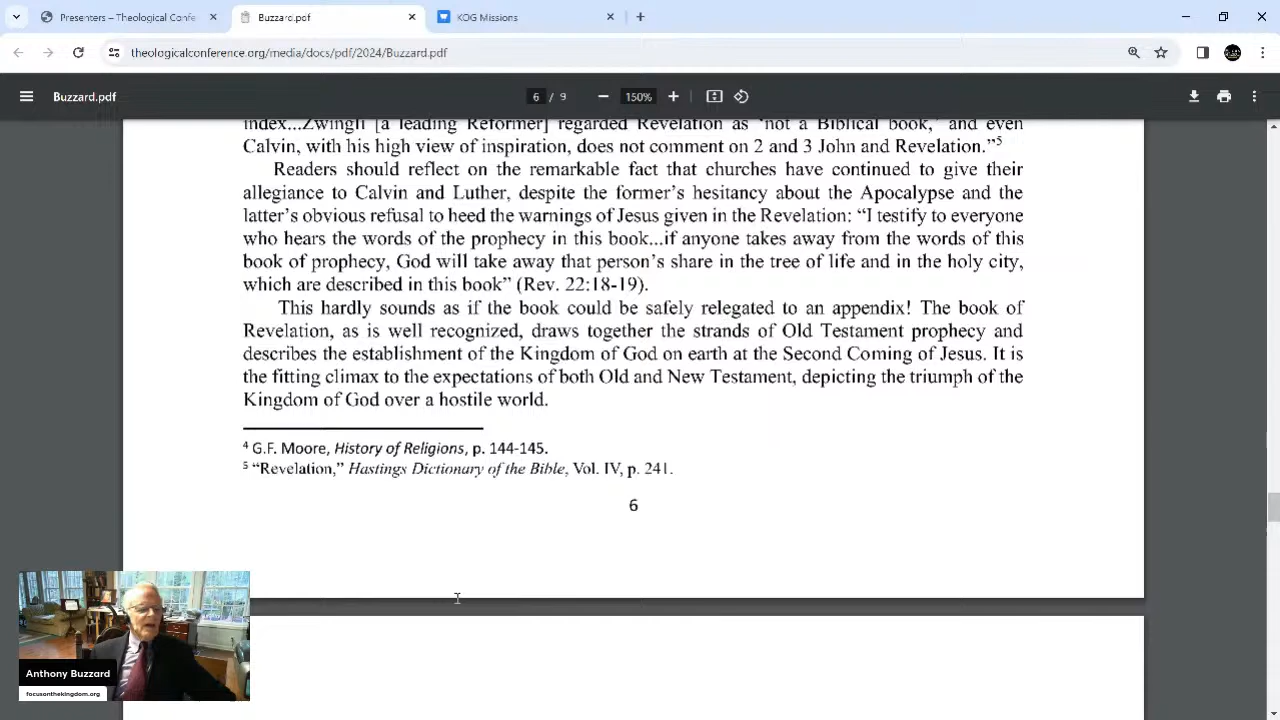 Presenters – Theological Confe
Buzzard.pdf
KOG Missions
theologicalconference.org/media/docs/pdf/2024/Buzzard.pdf
Buzzard.pdf
6 / 9
150%
index...Zwingli [a leading Reformer] regarded Revelation as ‘not a Biblical book,’ and even
Calvin, with his high view of inspiration, does not comment on 2 and 3 John and Revelation.”5
Readers should reflect on the remarkable fact that churches have continued to give their
allegiance to Calvin and Luther, despite the former’s hesitancy about the Apocalypse and the
latter’s obvious refusal to heed the warnings of Jesus given in the Revelation: “I testify to everyone
who hears the words of the prophecy in this book...if anyone takes away from the words of this
book of prophecy, God will take away that person’s share in the tree of life and in the holy city,
which are described in this book” (Rev. 22:18-19).
This hardly sounds as if the book could be safely relegated to an appendix! The book of
Revelation, as is well recognized, draws together the strands of Old Testament prophecy and
describes the establishment of the Kingdom of God on earth at the Second Coming of Jesus. It is
the fitting climax to the expectations of both Old and New Testament, depicting the triumph of the
Kingdom of God over a hostile world.
4 G.F. Moore, History of Religions, p. 144-145.
5 “Revelation,” Hastings Dictionary of the Bible, Vol. IV, p. 241.
6
Anthony Buzzard
focusonthekingdom.org